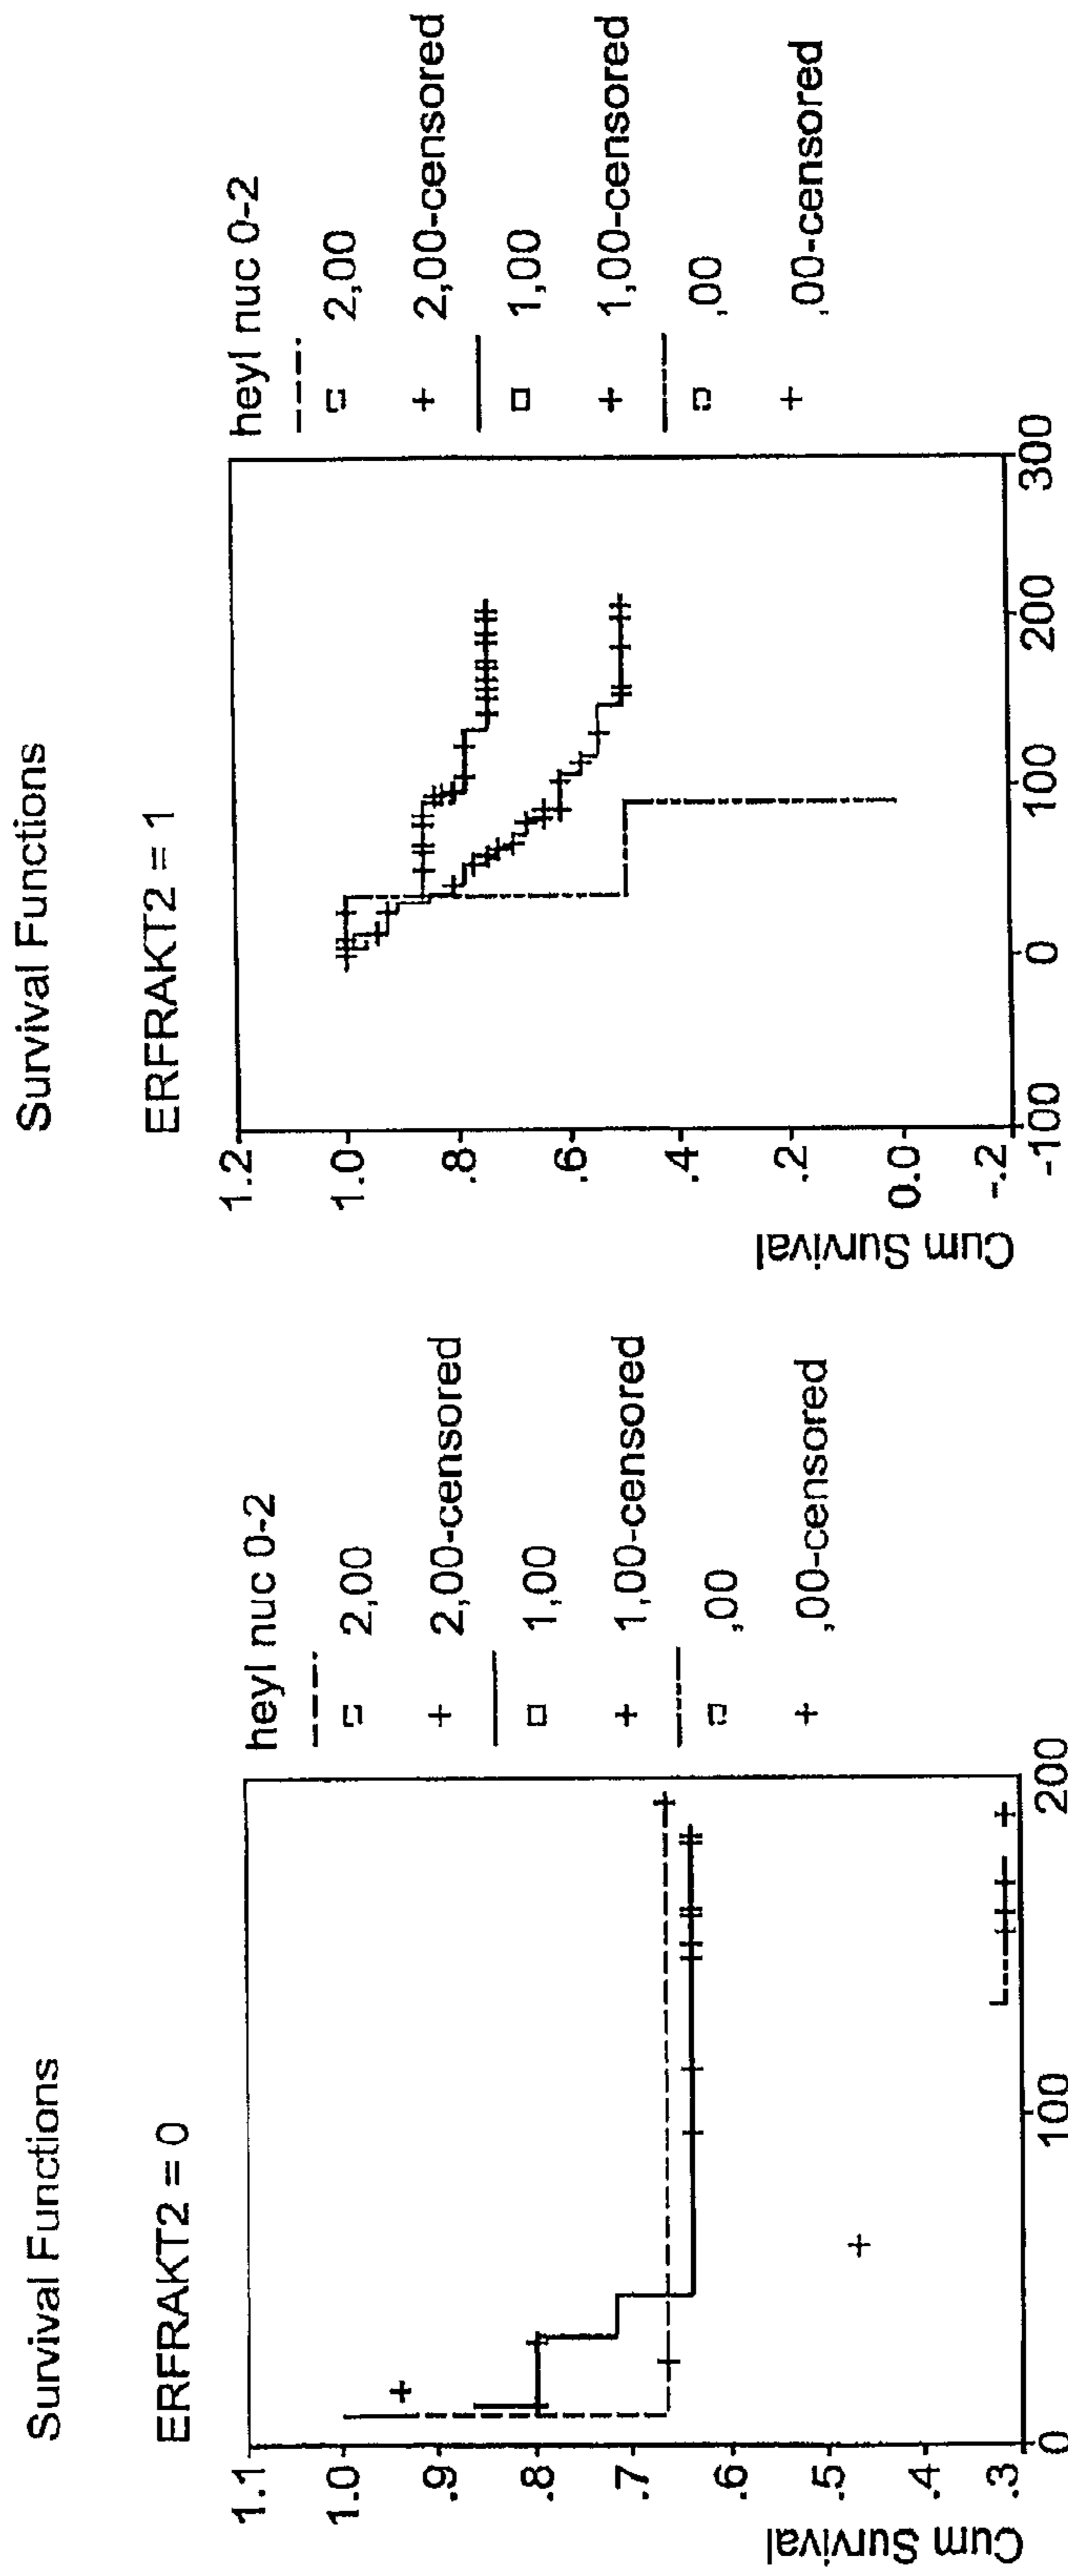 Survival Functions
ERFRAKT2 = 0
Cum Survival
1.1
1.0
.9
.8
.7
.6
.5
.4
.3
0
100
200
heyl nuc 0-2
2,00
2,00-censored
1,00
1,00-censored
,00
,00-censored
Survival Functions
ERFRAKT2 = 1
Cum Survival
1.2
1.0
.8
.6
.4
.2
0.0
-.2
-100
0
100
200
300
heyl nuc 0-2
2,00
2,00-censored
1,00
1,00-censored
,00
,00-censored